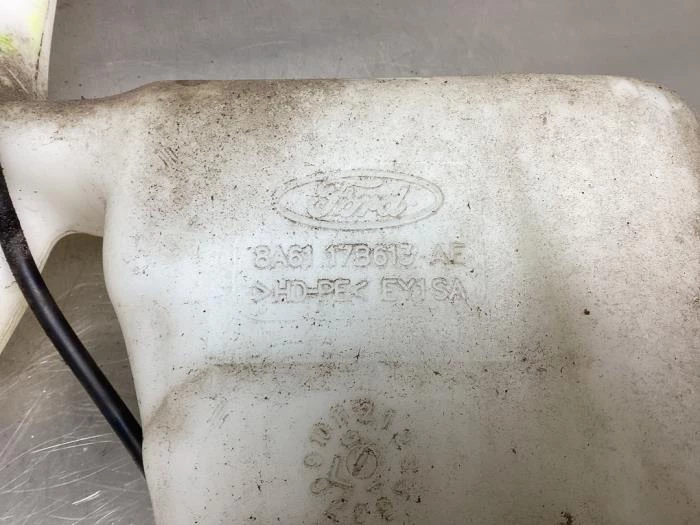 Ford
8A61 17B613 AE
>HD-PE< EY1SA